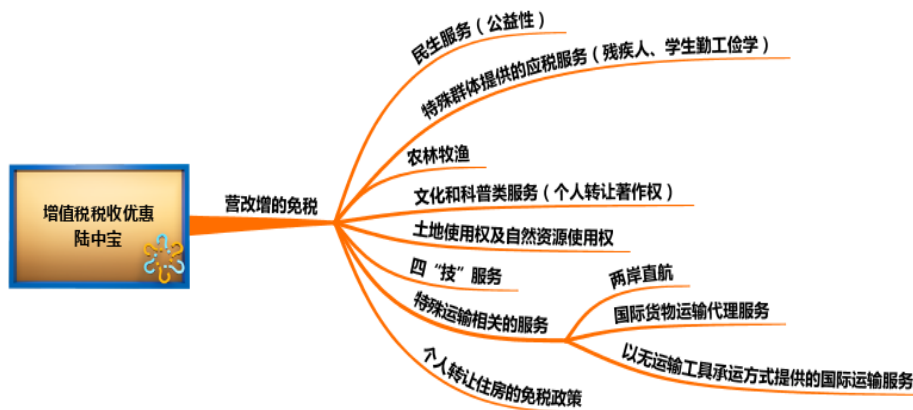 增值税税收优惠
陆中宝
营改增的免税
民生服务（公益性）
特殊群体提供的应税服务（残疾人、学生勤工俭学）
农林牧渔
文化和科普类服务（个人转让著作权）
土地使用权及自然资源使用权
四“技”服务
特殊运输相关的服务
两岸直航
国际货物运输代理服务
以无运输工具承运方式提供的国际运输服务
个人转让住房的免税政策